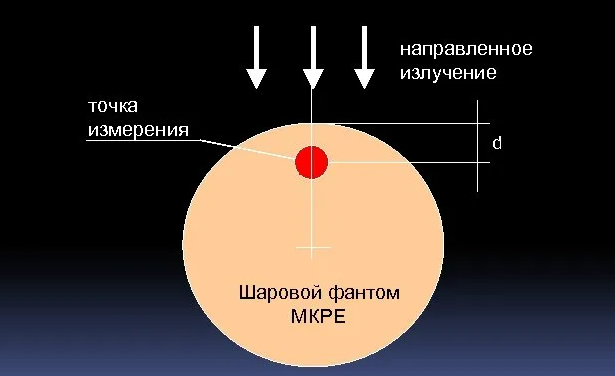 направленное
излучение
точка
измерения
d
Шаровой фантом
МКРЕ